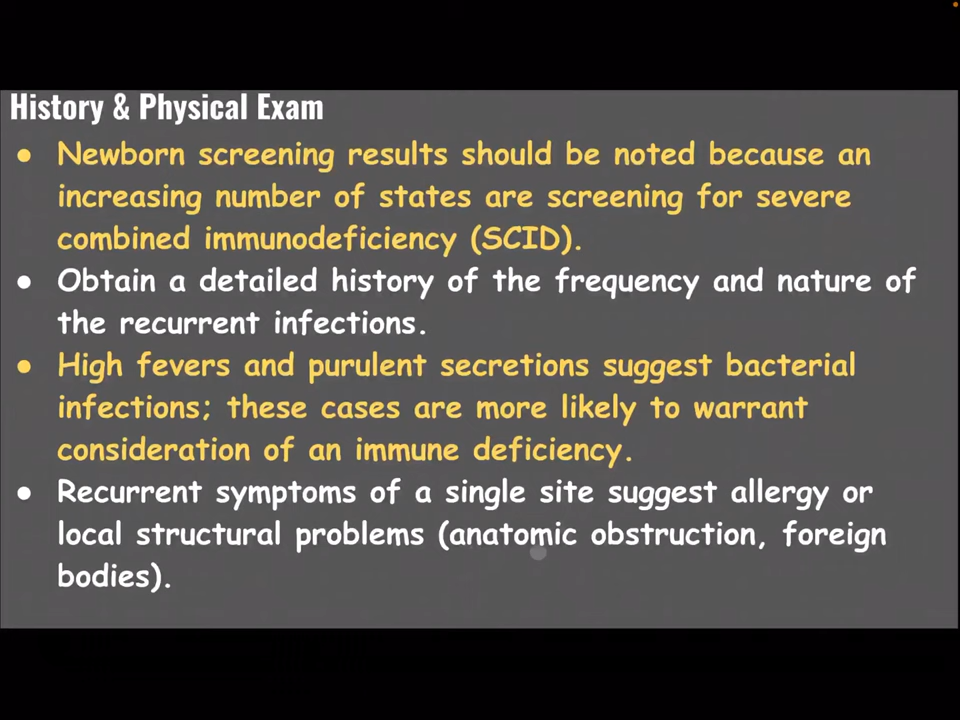 History & Physical Exam
● Newborn screening results should be noted because an
increasing number of states are screening for severe
combined immunodeficiency (SCID).
● Obtain a detailed history of the frequency and nature of
the recurrent infections.
● High fevers and purulent secretions suggest bacterial
infections; these cases are more likely to warrant
consideration of an immune deficiency.
● Recurrent symptoms of a single site suggest allergy or
local structural problems (anatomic obstruction, foreign
bodies).